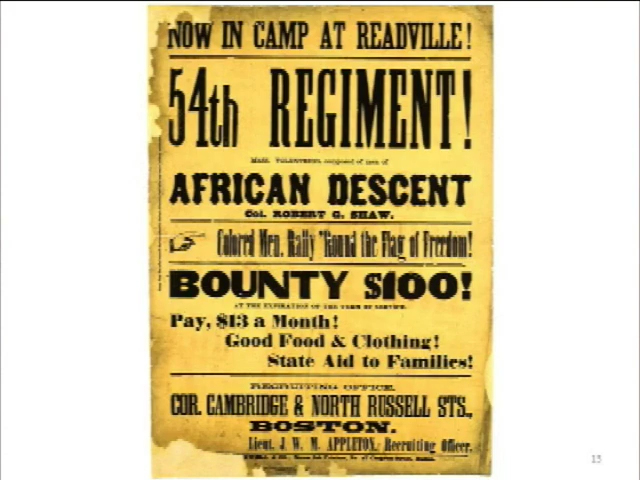 NOW IN CAMP AT READVILLE!
54th REGIMENT!
MASS. VOLUNTEERS, composed of men of
AFRICAN DESCENT
Col. ROBERT G. SHAW.
Colored Men, Rally 'Round the Flag of Freedom!
BOUNTY $100!
AT THE EXPIRATION OF THE TERM OF SERVICE.
Pay, $13 a Month!
Good Food & Clothing!
State Aid to Families!
RECRUITING OFFICE,
COR. CAMBRIDGE & NORTH RUSSELL STS.,
BOSTON.
Lieut. J. W. M. APPLETON, Recruiting Officer.
13